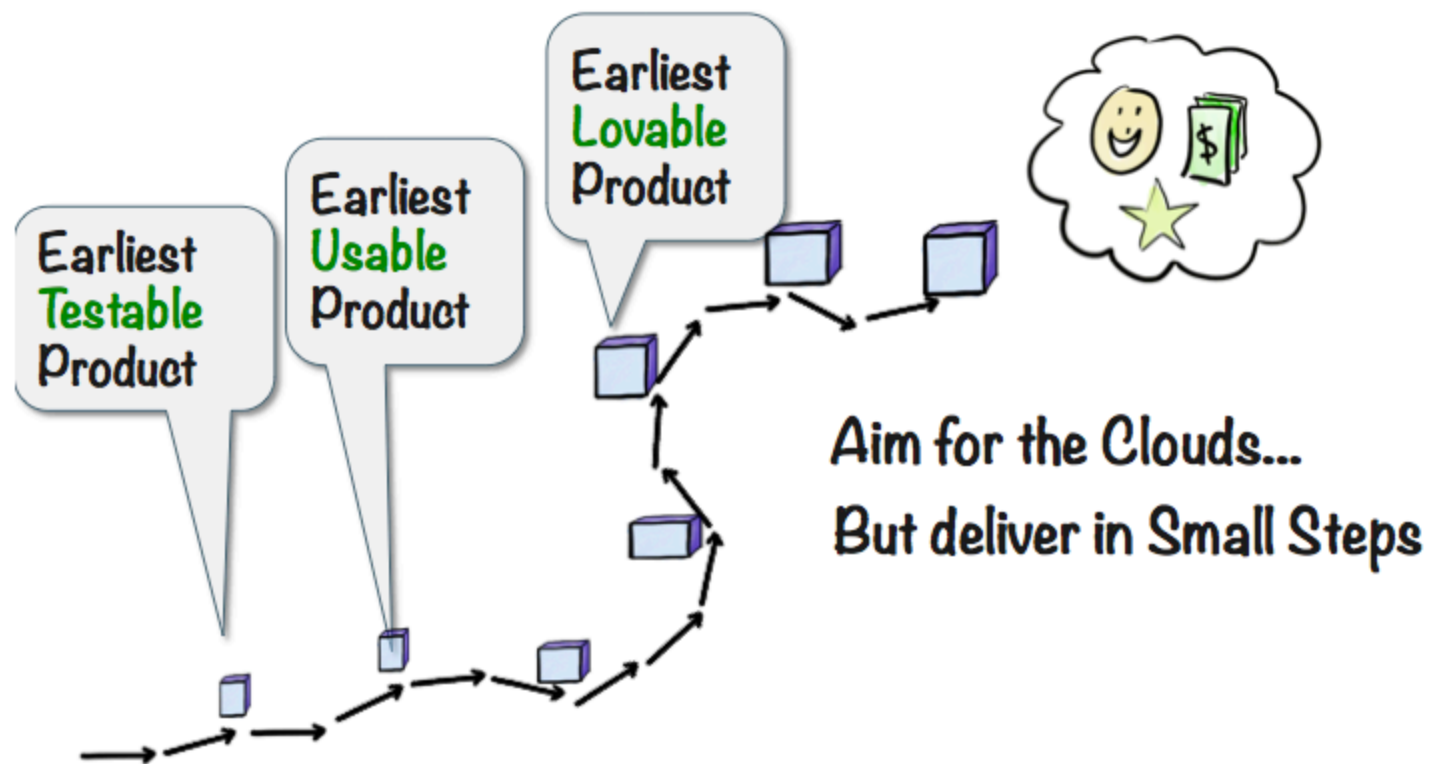 Earliest
Testable
Product
Earliest
Usable
Product
Earliest
Lovable
Product
$
Aim for the Clouds...
But deliver in Small Steps